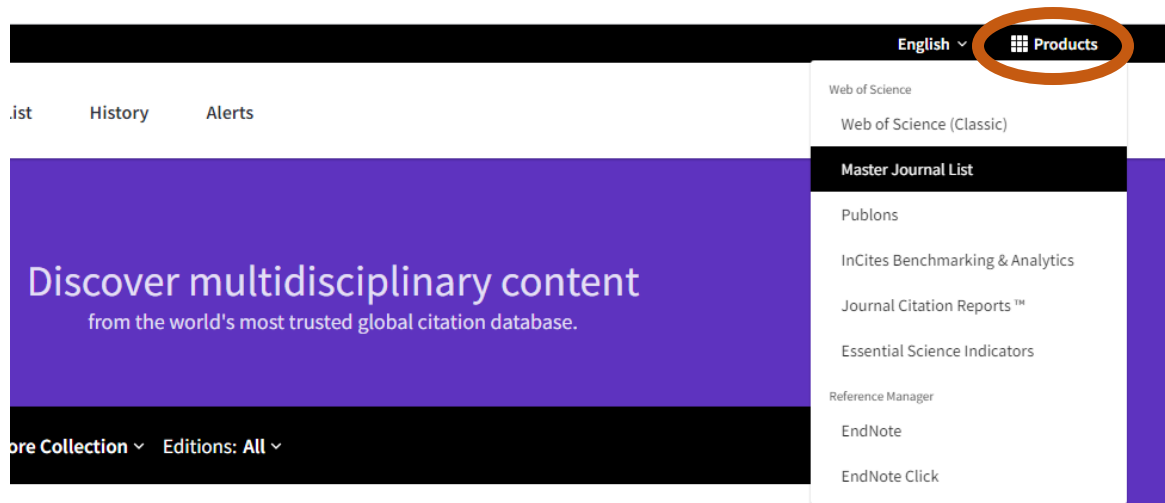 English
Products
.ist History Alerts
Web of Science
Web of Science (Classic)
Master Journal List
Publons
InCites Benchmarking & Analytics
Journal Citation Reports ™
Essential Science Indicators
Reference Manager
EndNote
EndNote Click
Discover multidisciplinary content
from the world's most trusted global citation database.
ore Collection Editions: All